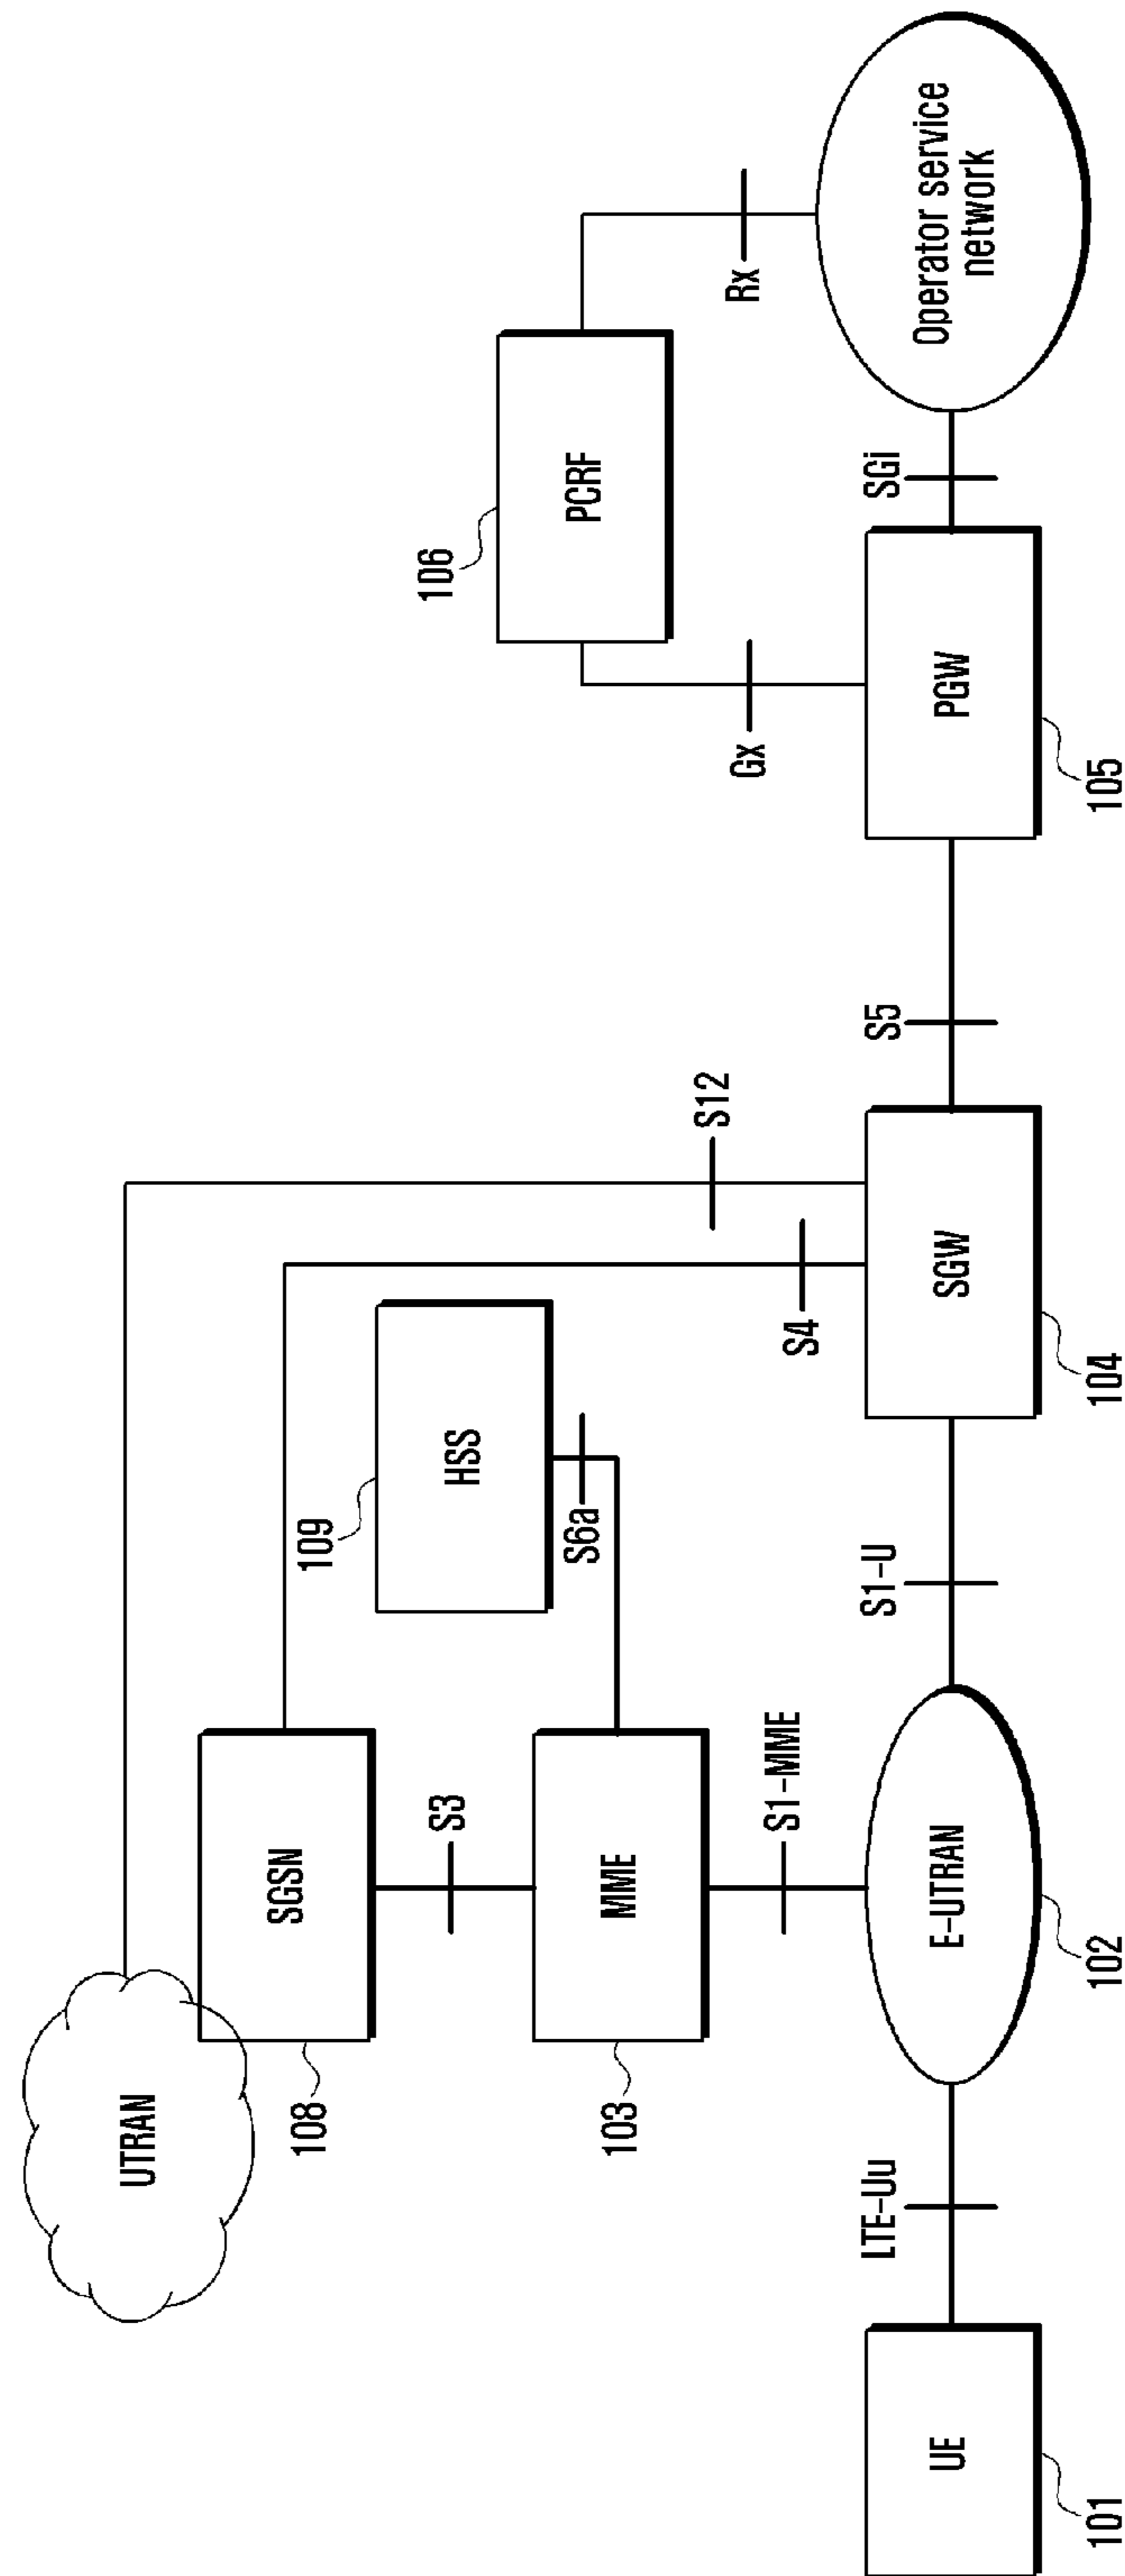 UTRAN
SGSN
108
HSS
109
PCRF
106
S3
S12
S6a
MME
103
S4
Gx
Rx
S1-MME
LTE-Uu
S1-U
S5
SGi
UE
101
E-UTRAN
102
SGW
104
PGW
105
Operator service
network